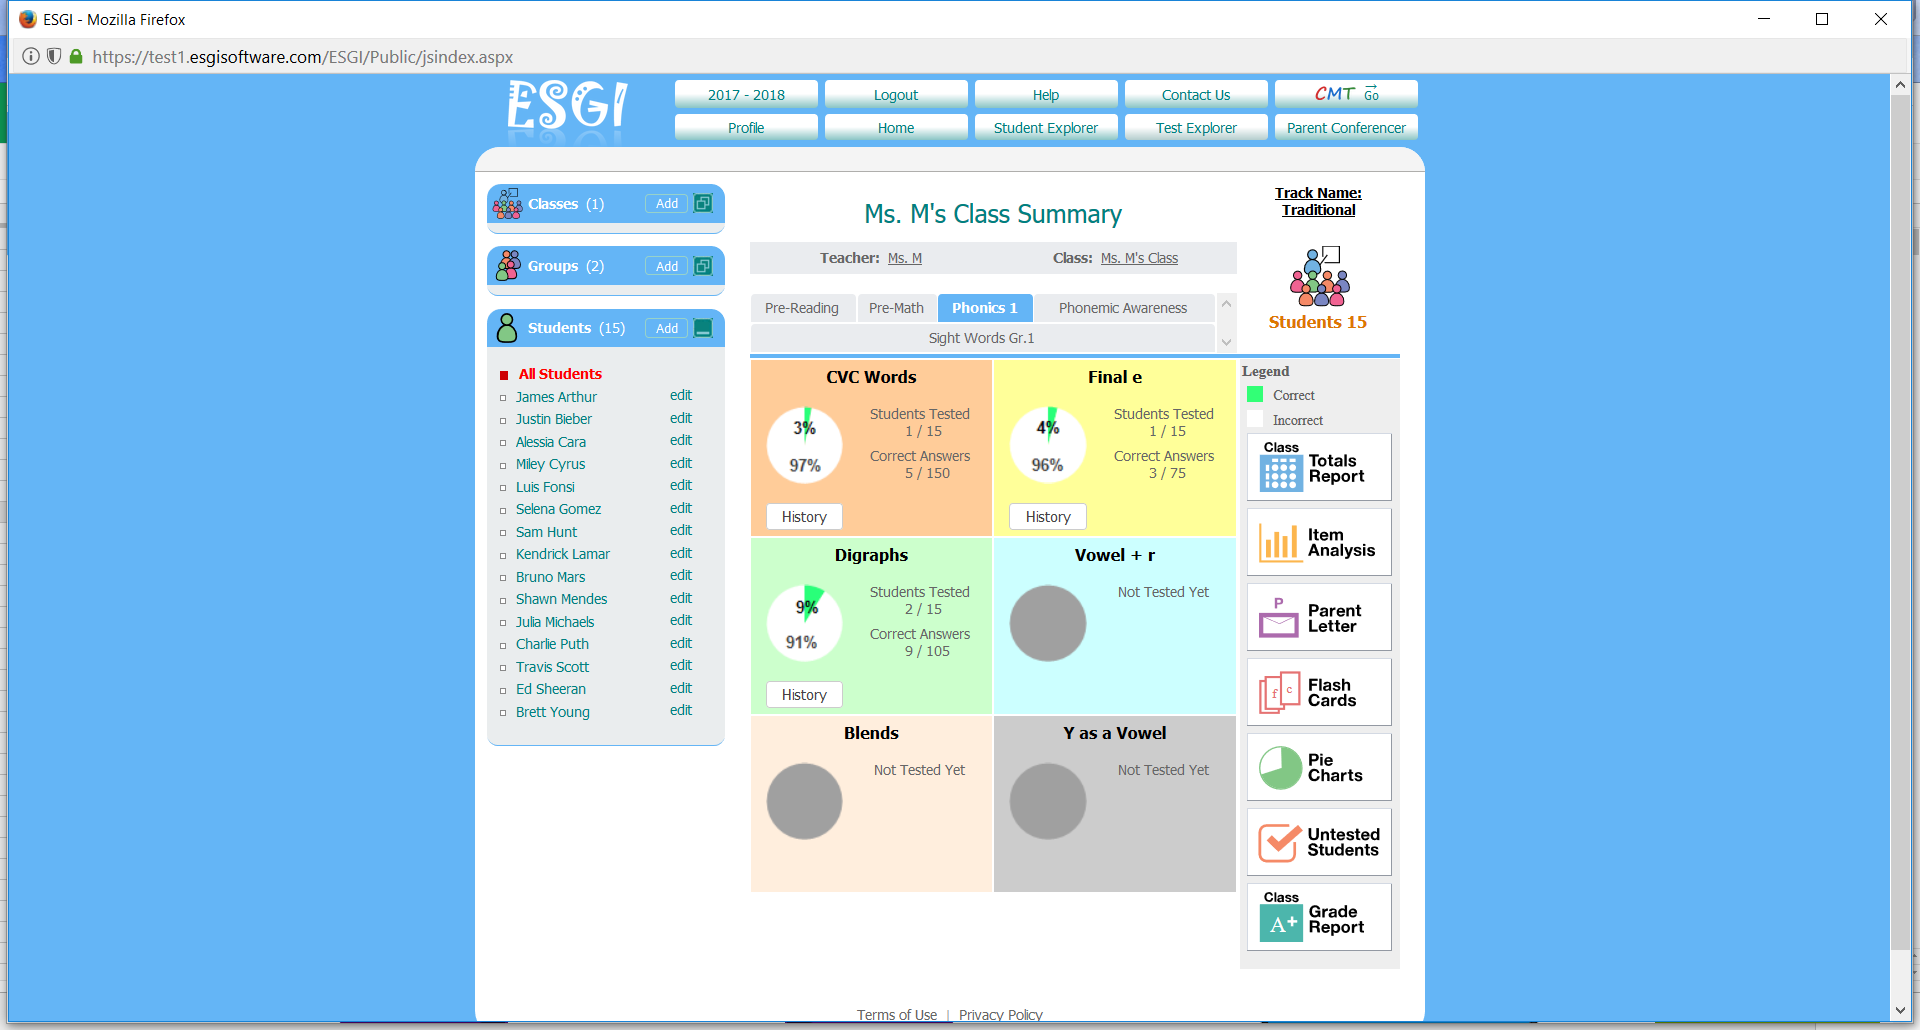 ESGI - Mozilla Firefox
https://test1.esgisoftware.com/ESGI/Public/jsindex.aspx
ESGI
2017 - 2018
Logout
Help
Contact Us
CMT Go
Profile
Home
Student Explorer
Test Explorer
Parent Conferencer
Classes (1)
Add
Groups (2)
Add
Students (15)
Add
All Students
James Arthur edit
Justin Bieber edit
Alessia Cara edit
Miley Cyrus edit
Luis Fonsi edit
Selena Gomez edit
Sam Hunt edit
Kendrick Lamar edit
Bruno Mars edit
Shawn Mendes edit
Julia Michaels edit
Charlie Puth edit
Travis Scott edit
Ed Sheeran edit
Brett Young edit
Ms. M's Class Summary
Teacher: Ms. M
Class: Ms. M's Class
Track Name:
Traditional
Students 15
Pre-Reading
Pre-Math
Phonics 1
Phonemic Awareness
Sight Words Gr.1
CVC Words
3%
97%
Students Tested
1 / 15
Correct Answers
5 / 150
History
Final e
4%
96%
Students Tested
1 / 15
Correct Answers
3 / 75
History
Digraphs
9%
91%
Students Tested
2 / 15
Correct Answers
9 / 105
History
Vowel + r
Not Tested Yet
Blends
Not Tested Yet
Y as a Vowel
Not Tested Yet
Legend
Correct
Incorrect
Class
Totals
Report
Item
Analysis
P
Parent
Letter
f c
Flash
Cards
Pie
Charts
Untested
Students
Class
A+
Grade
Report
Terms of Use | Privacy Policy